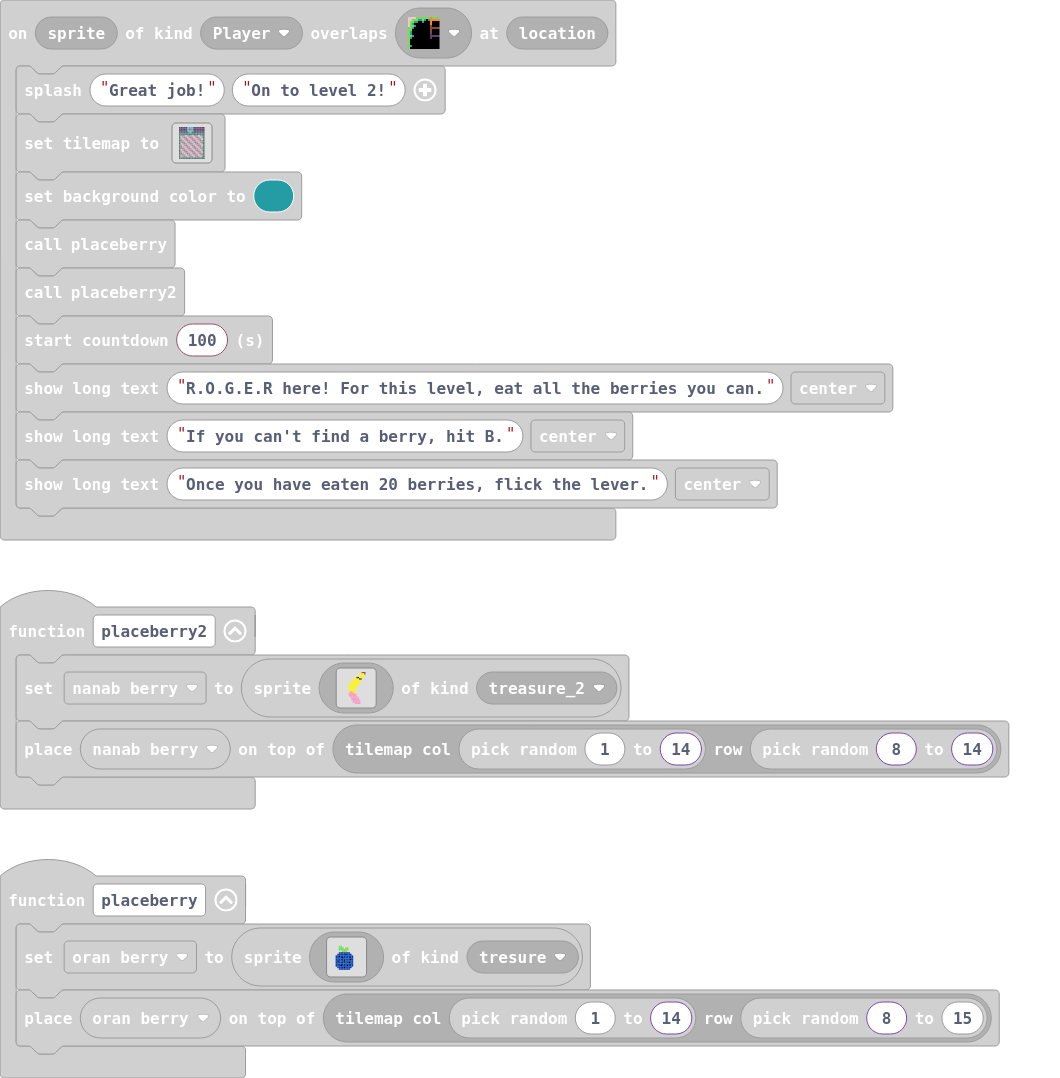 on sprite of kind Player overlaps at location
splash "Great job!" "On to level 2!"
set tilemap to
set background color to
call placeberry
call placeberry2
start countdown 100 (s)
show long text "R.O.G.E.R here! For this level, eat all the berries you can." center
show long text "If you can't find a berry, hit B." center
show long text "Once you have eaten 20 berries, flick the lever." center
function placeberry2
set nanab berry to sprite of kind treasure_2
place nanab berry on top of tilemap col pick random 1 to 14 row pick random 8 to 14
function placeberry
set oran berry to sprite of kind tresure
place oran berry on top of tilemap col pick random 1 to 14 row pick random 8 to 15